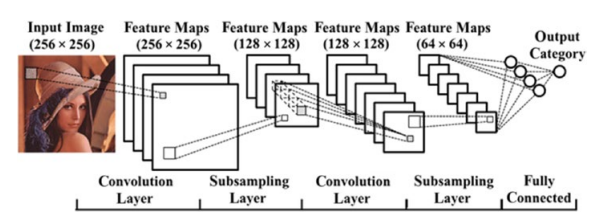 Input Image
(256 × 256)
Feature Maps
(256 × 256)
Feature Maps
(128 × 128)
Feature Maps
(128 × 128)
Feature Maps
(64 × 64)
Output
Category
Convolution
Layer
Subsampling
Layer
Convolution
Layer
Subsampling
Layer
Fully
Connected